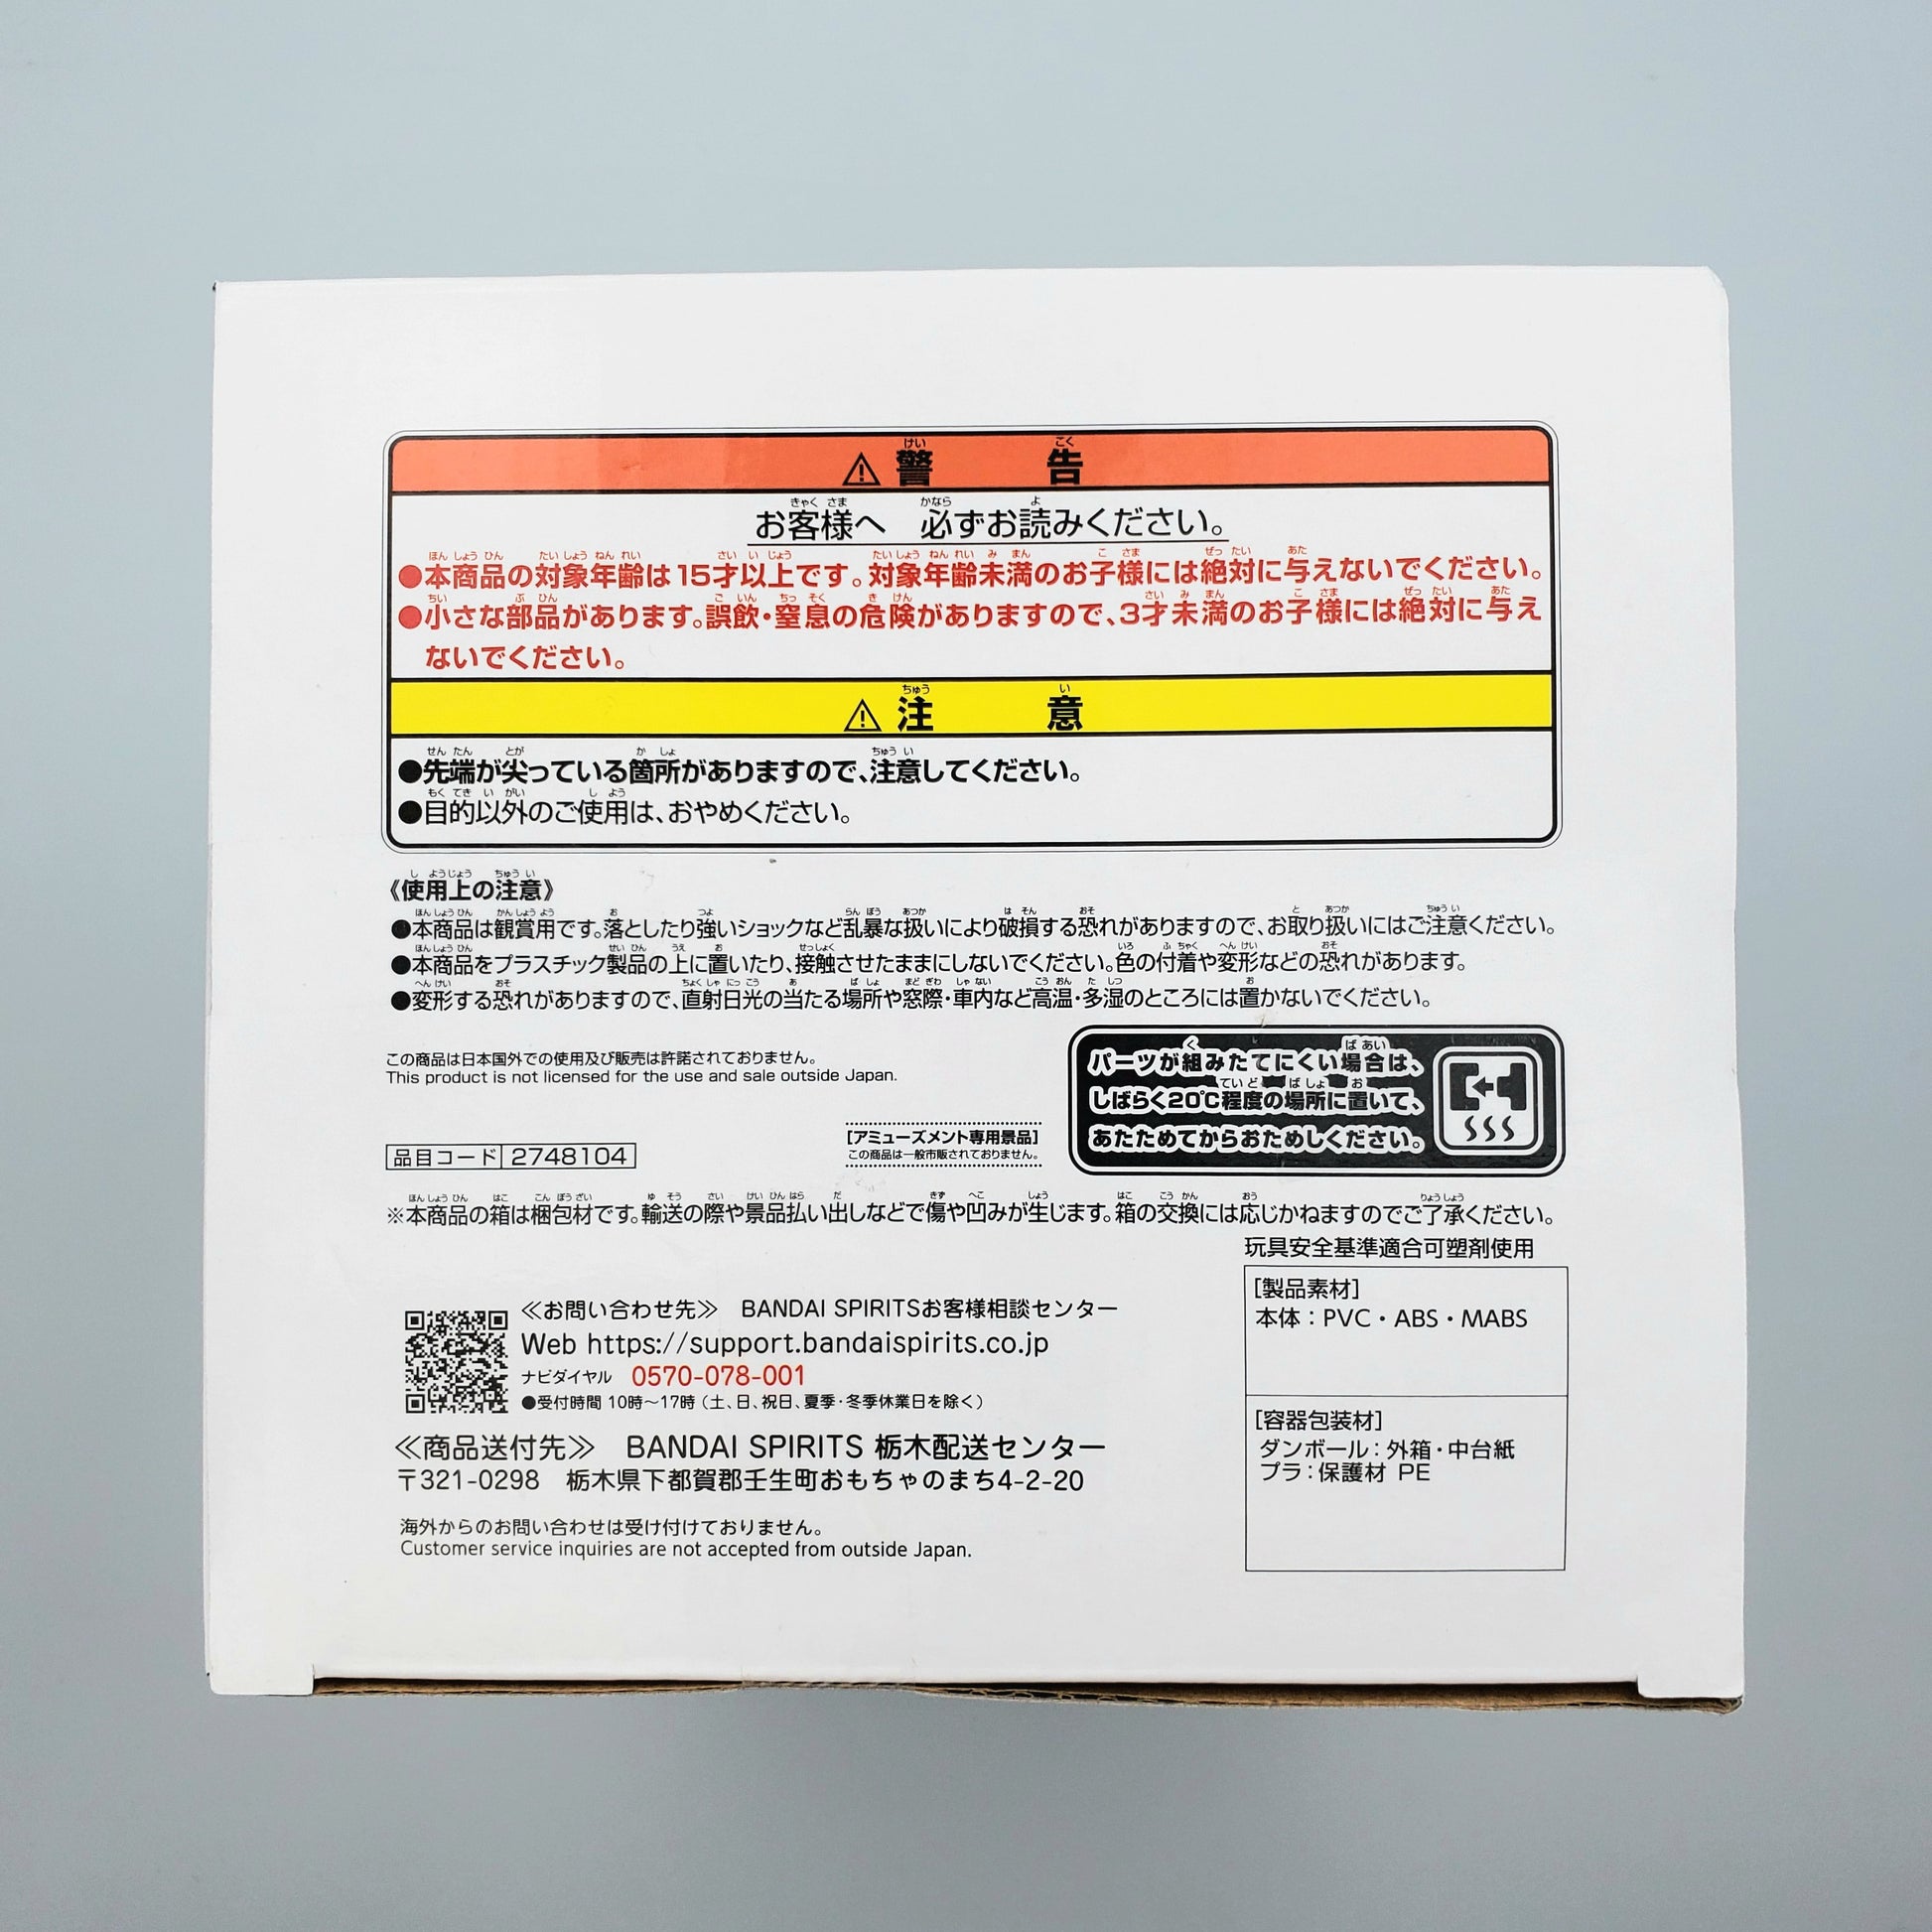 ⚠ 警告
お客様へ 必ずお読みください。
●本商品の対象年齢は15才以上です。対象年齢未満のお子様には絶対に与えないでください。
●小さな部品があります。誤飲・窒息の危険がありますので、3才未満のお子様には絶対に与え
ないでください。
⚠ 注意
●先端が尖っている箇所がありますので、注意してください。
●目的以外のご使用は、おやめください。
《使用上の注意》
●本商品は観賞用です。落としたり強いショックなど乱暴な扱いにより破損する恐れがありますので、お取り扱いにはご注意ください。
●本商品をプラスチック製品の上に置いたり、接触させたままにしないでください。色の付着や変形などの恐れがあります。
●変形する恐れがありますので、直射日光の当たる場所や窓際・車内など高温・多湿のところには置かないでください。
この商品は日本国外での使用及び販売は許諾されておりません。
This product is not licensed for the use and sale outside Japan.
パーツが組みたてにくい場合は、
しばらく20℃程度の場所に置いて、
あたためてからおためしください。
品目コード 2748104
[アミューズメント専用景品]
この商品は一般市販されておりません。
※本商品の箱は梱包材です。輸送の際や景品払い出しなどで傷や凹みが生じます。箱の交換には応じかねますのでご了承ください。
玩具安全基準適合可塑剤使用
[製品素材]
本体：PVC・ABS・MABS
[容器包装材]
ダンボール：外箱・中台紙
プラ：保護材 PE
≪お問い合わせ先≫ BANDAI SPIRITSお客様相談センター
Web https://support.bandaispirits.co.jp
ナビダイヤル 0570-078-001
●受付時間 10時～17時（土、日、祝日、夏季・冬季休業日を除く）
≪商品送付先≫ BANDAI SPIRITS 栃木配送センター
〒321-0298 栃木県下都賀郡壬生町おもちゃのまち4-2-20
海外からのお問い合わせは受け付けておりません。
Customer service inquiries are not accepted from outside Japan.